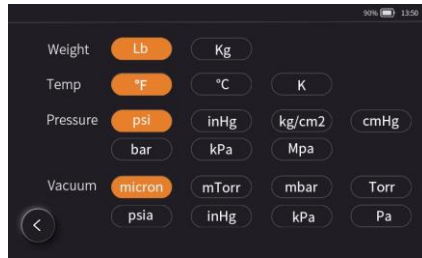 90% 13:50
Weight Lb Kg
Temp °F °C K
Pressure psi inHg kg/cm2 cmHg
bar kPa Mpa
Vacuum micron mTorr mbar Torr
psia inHg kPa Pa